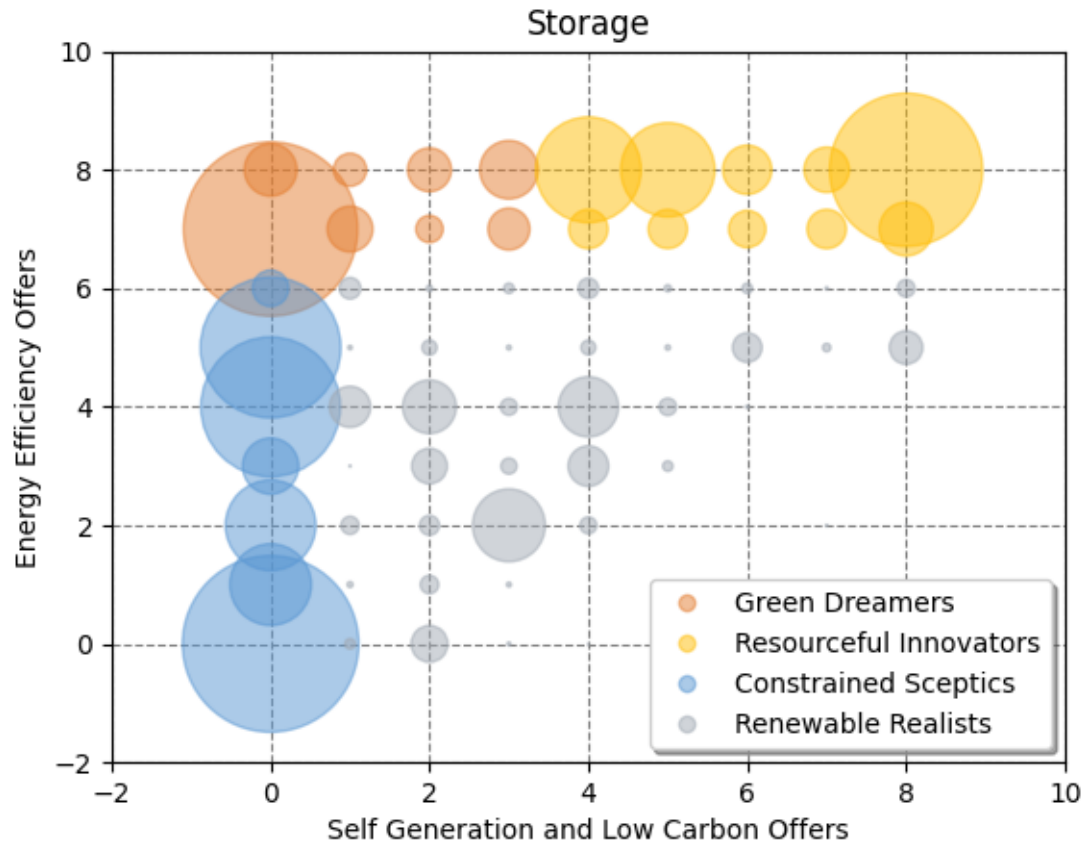 Storage
10
8
6
4
2
0
−2
Energy Efficiency Offers
−2 0 2 4 6 8 10
Self Generation and Low Carbon Offers
Green Dreamers
Resourceful Innovators
Constrained Sceptics
Renewable Realists